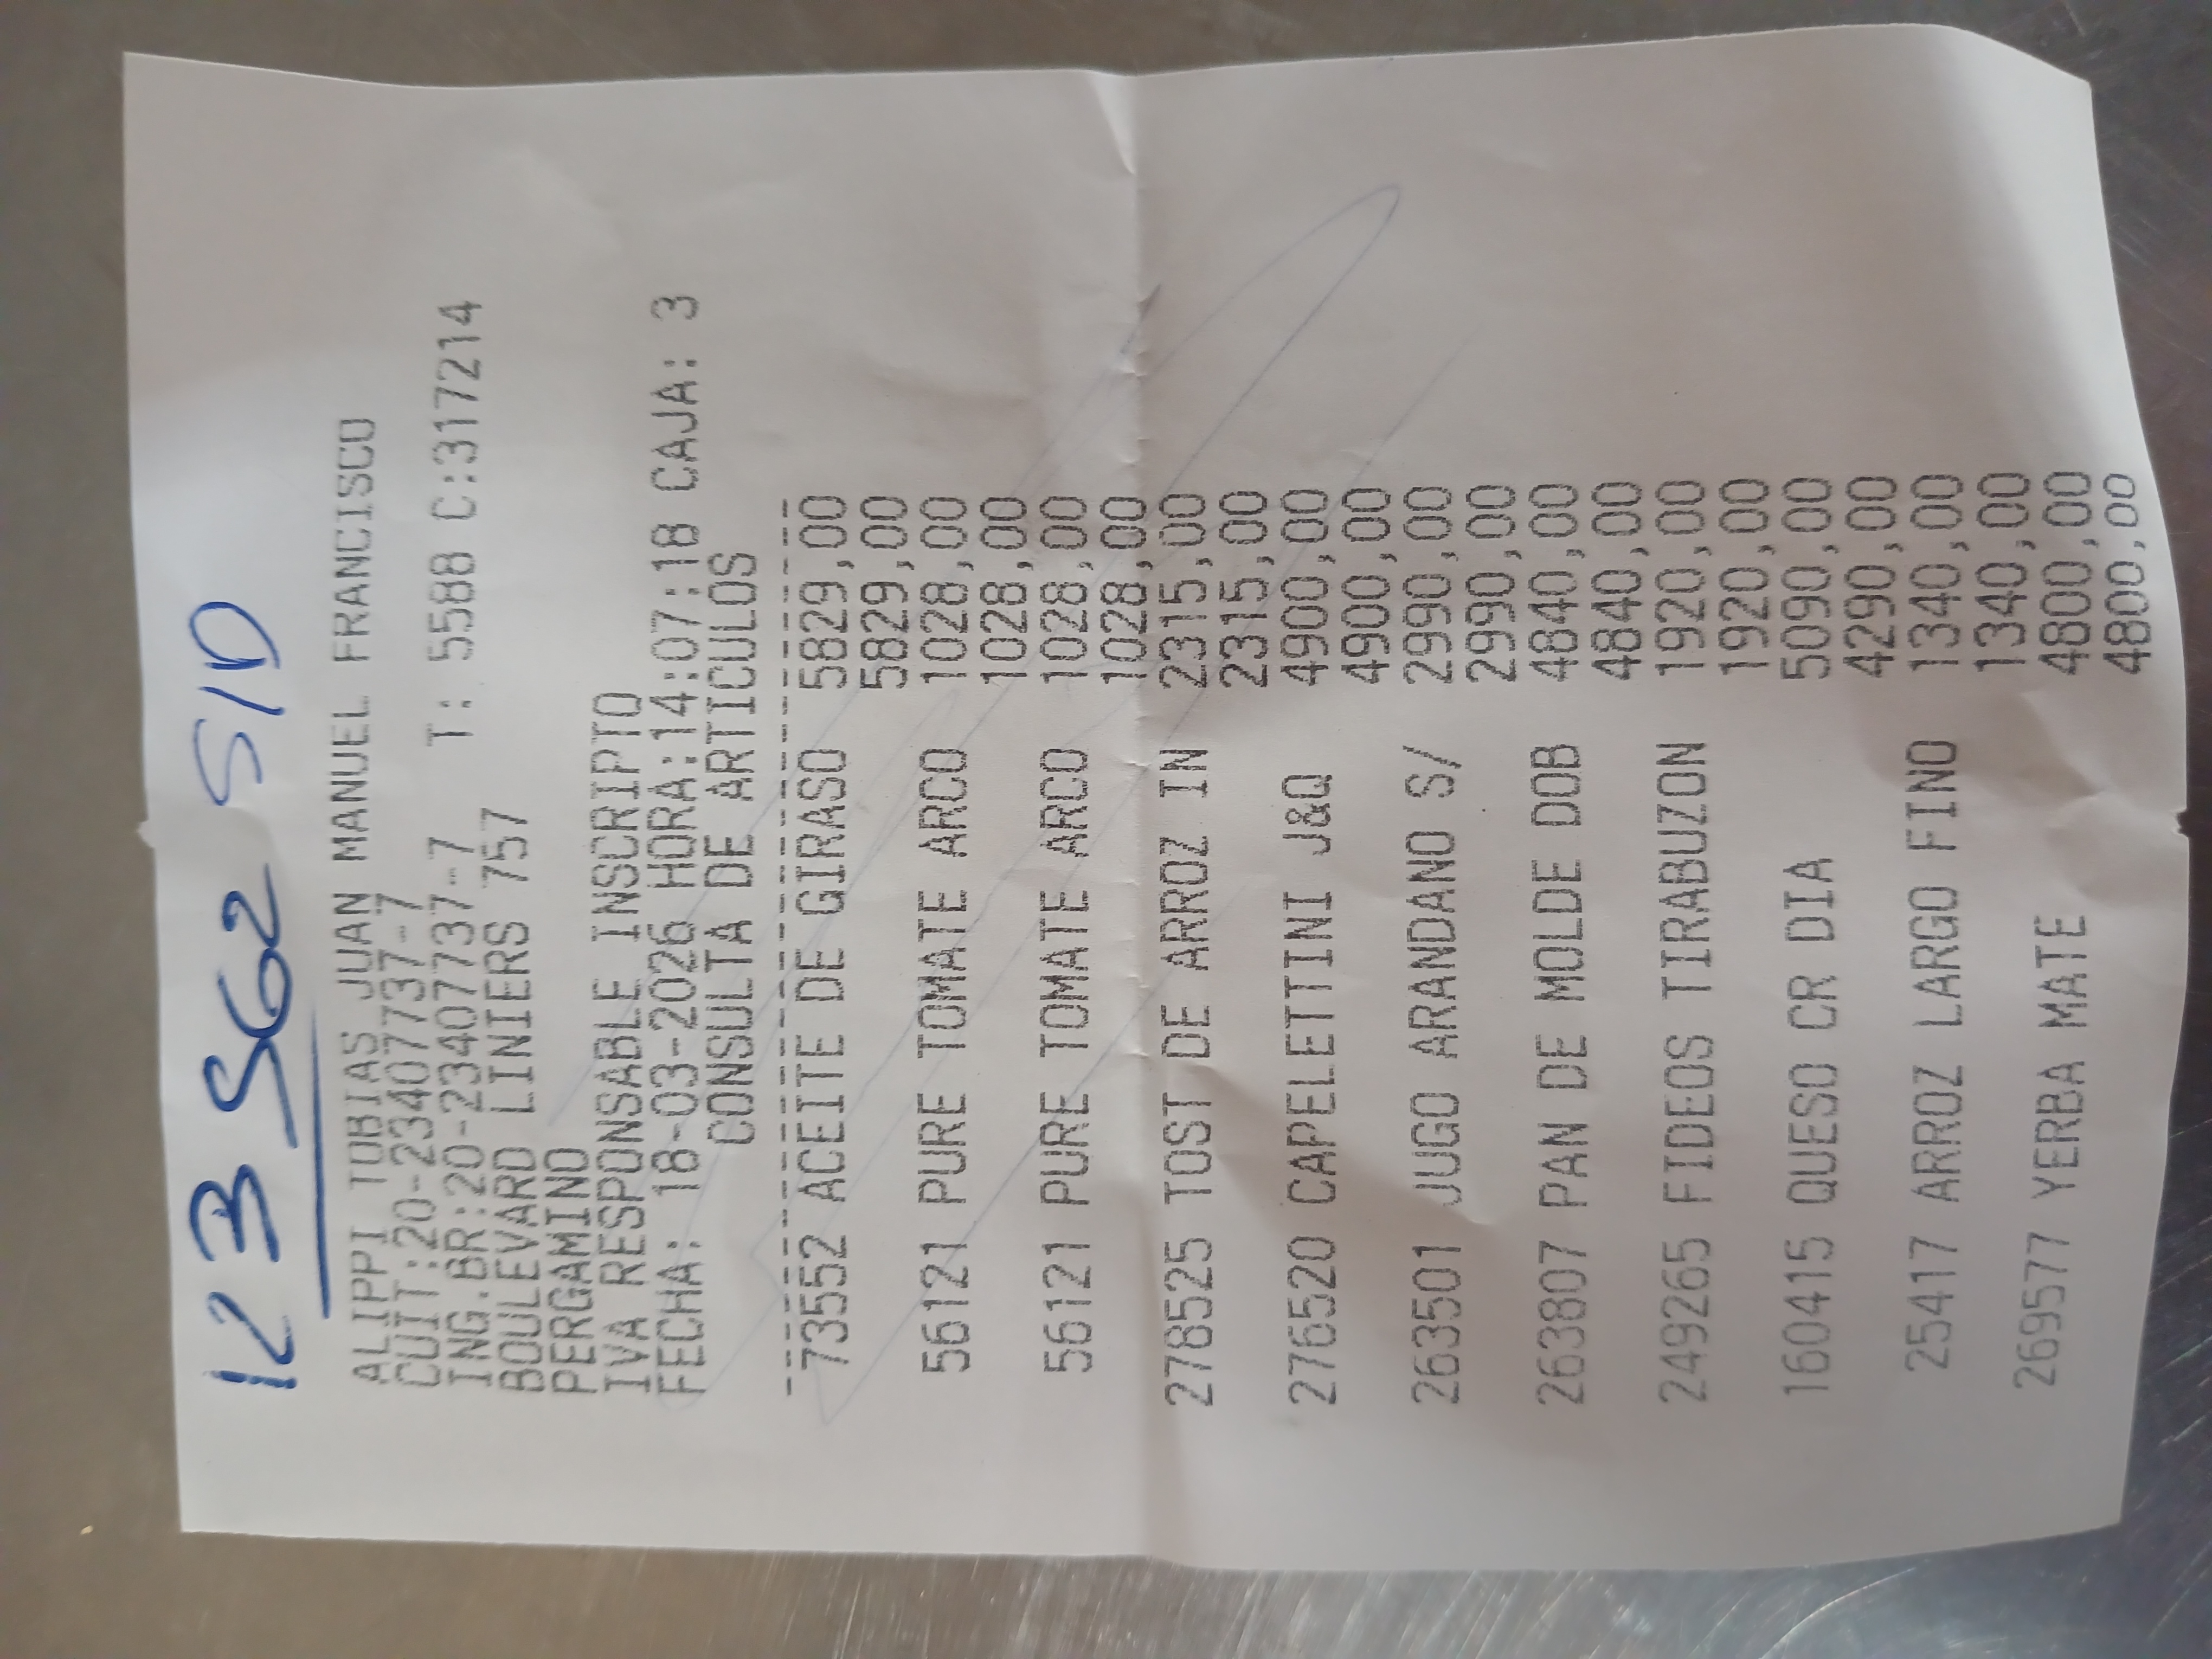 123 SG2 S/D
ALIPPI TOBIAS JUAN MANUEL FRANCISCO
CUIT:20-23407737-7
ING.BR:20-23407737-7 T: 5588 C:317214
BOULEVARD LINIERS 757
PERGAMINO
IVA RESPONSABLE INSCRIPTO
FECHA: 18-03-2026 HORA:14:07:18 CAJA: 3
CONSULTA DE ARTICULOS
73552 ACEITE DE GIRASO 5829,00
5829,00
56121 PURE TOMATE ARCO 1028,00
1028,00
56121 PURE TOMATE ARCO 1028,00
1028,00
278525 TOST DE ARROZ IN 2315,00
2315,00
276520 CAPELETTINI J&Q 4900,00
4900,00
263501 JUGO ARANDANO S/ 2990,00
2990,00
263807 PAN DE MOLDE DOB 4840,00
4840,00
249265 FIDEOS TIRABUZON 1920,00
1920,00
160415 QUESO CR DIA 5090,00
4290,00
25417 ARROZ LARGO FINO 1340,00
1340,00
269577 YERBA MATE 4800,00
4800,00